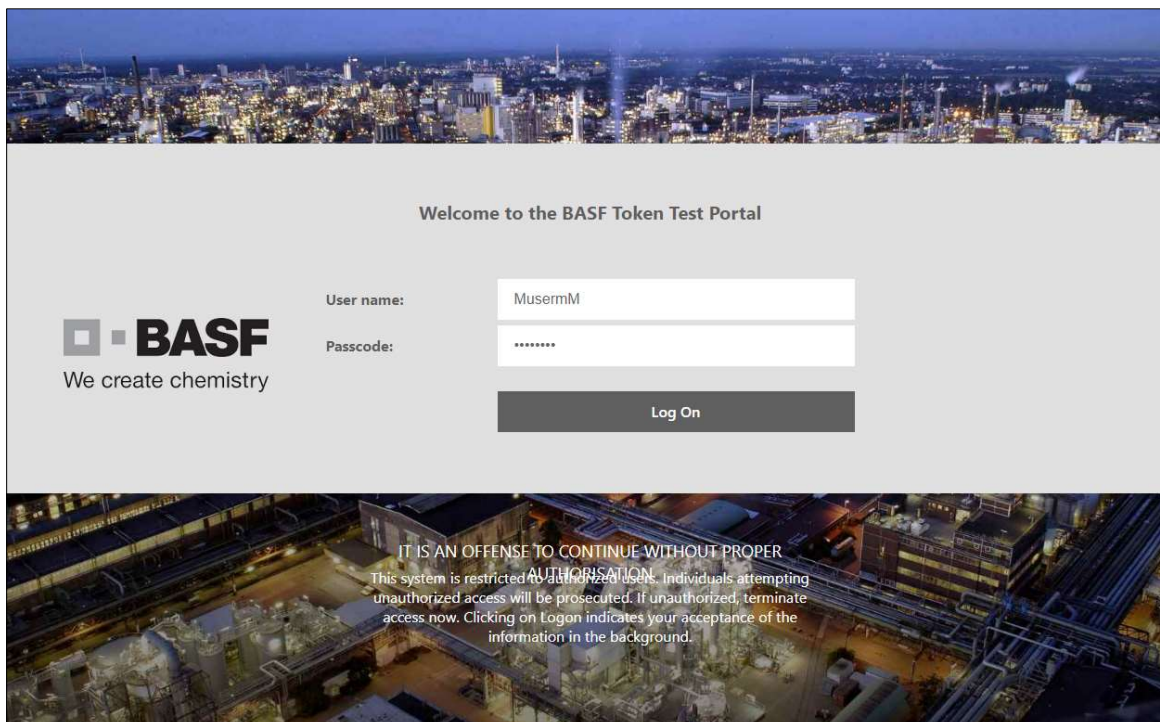 Welcome to the BASF Token Test Portal
User name:
MusermM
BASF
We create chemistry
Passcode:
••••••••
Log On
IT IS AN OFFENSE TO CONTINUE WITHOUT PROPER
AUTHORISATION
This system is restricted to authorized users. Individuals attempting
unauthorized access will be prosecuted. If unauthorized, terminate
access now. Clicking on Logon indicates your acceptance of the
information in the background.